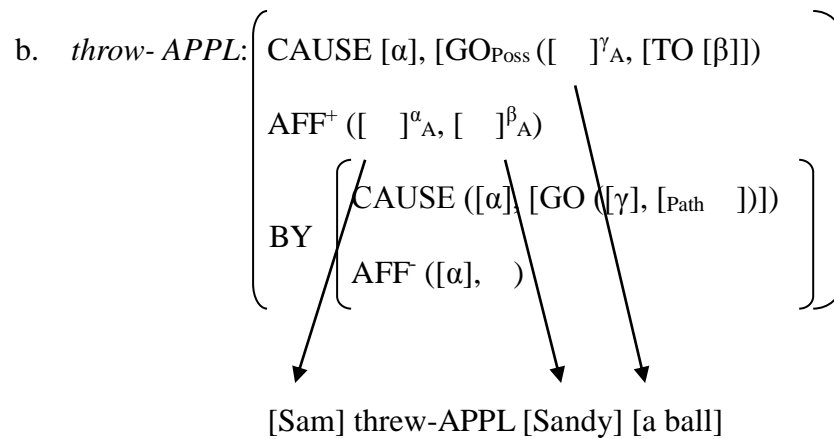 b. throw- APPL: CAUSE [α], [GOPoss ([ ]γA, [TO [β]])
AFF+ ([ ]αA, [ ]βA)
CAUSE ([α], [GO ([γ], [Path ])])
BY
AFF- ([α], )
[Sam] threw-APPL [Sandy] [a ball]